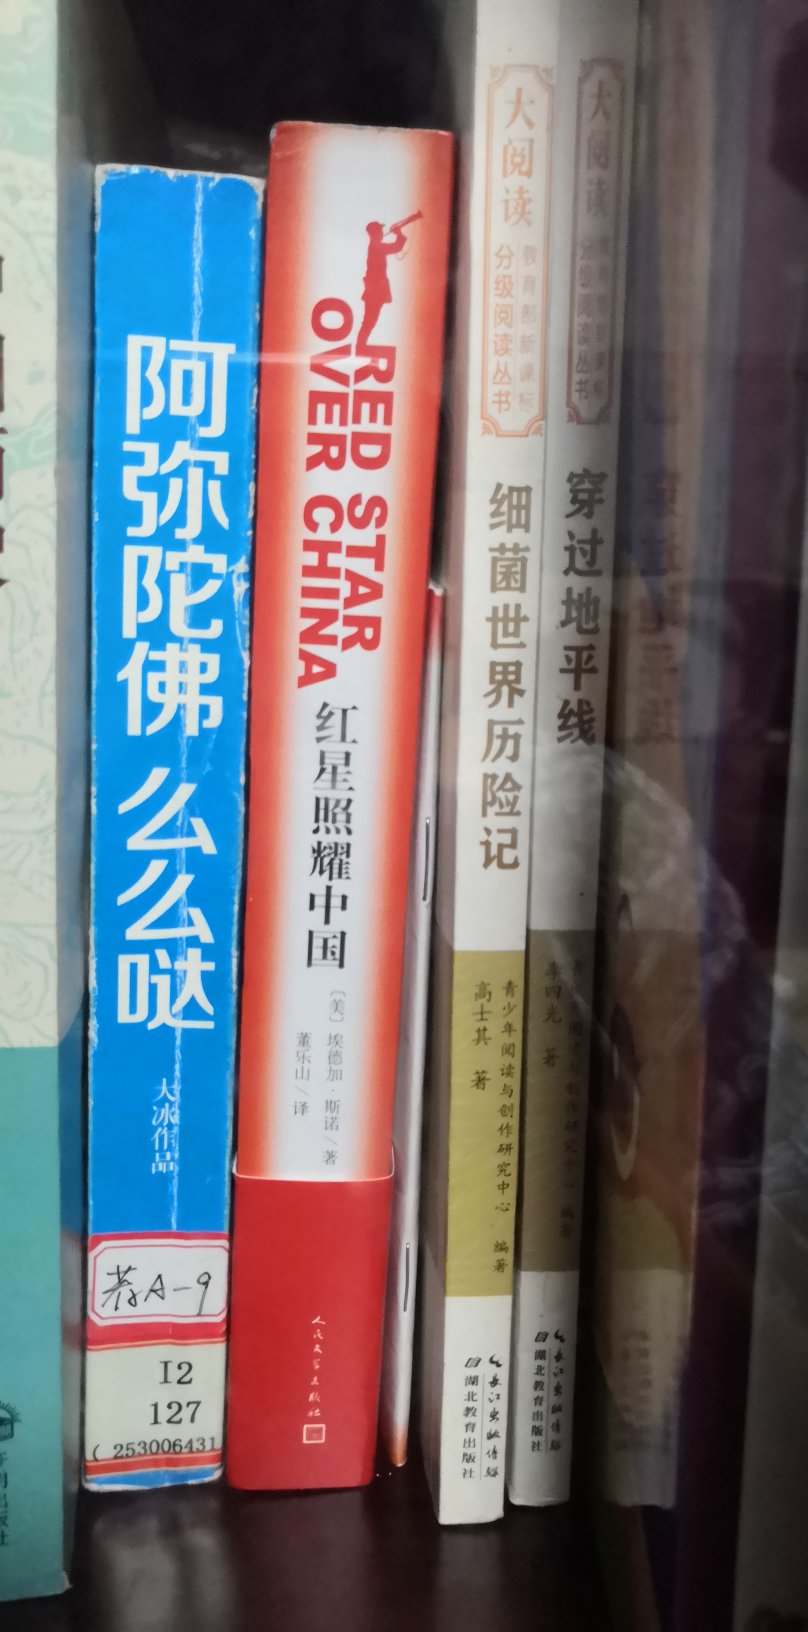 阿弥陀佛 么么哒
大冰作品
荐A-9
I2
127
253006431
RED STAR
OVER CHINA
红星照耀中国
〔美〕埃德加·斯诺/著
董乐山/译
人民文学出版社
大阅读
教育部新课标
分级阅读丛书
细菌世界历险记
青少年阅读与创作研究中心 编著
高士其 著
长江出版传媒
湖北教育出版社
大阅读
分级阅读丛书
穿过地平线
李四光 著
长江出版传媒
湖北教育出版社